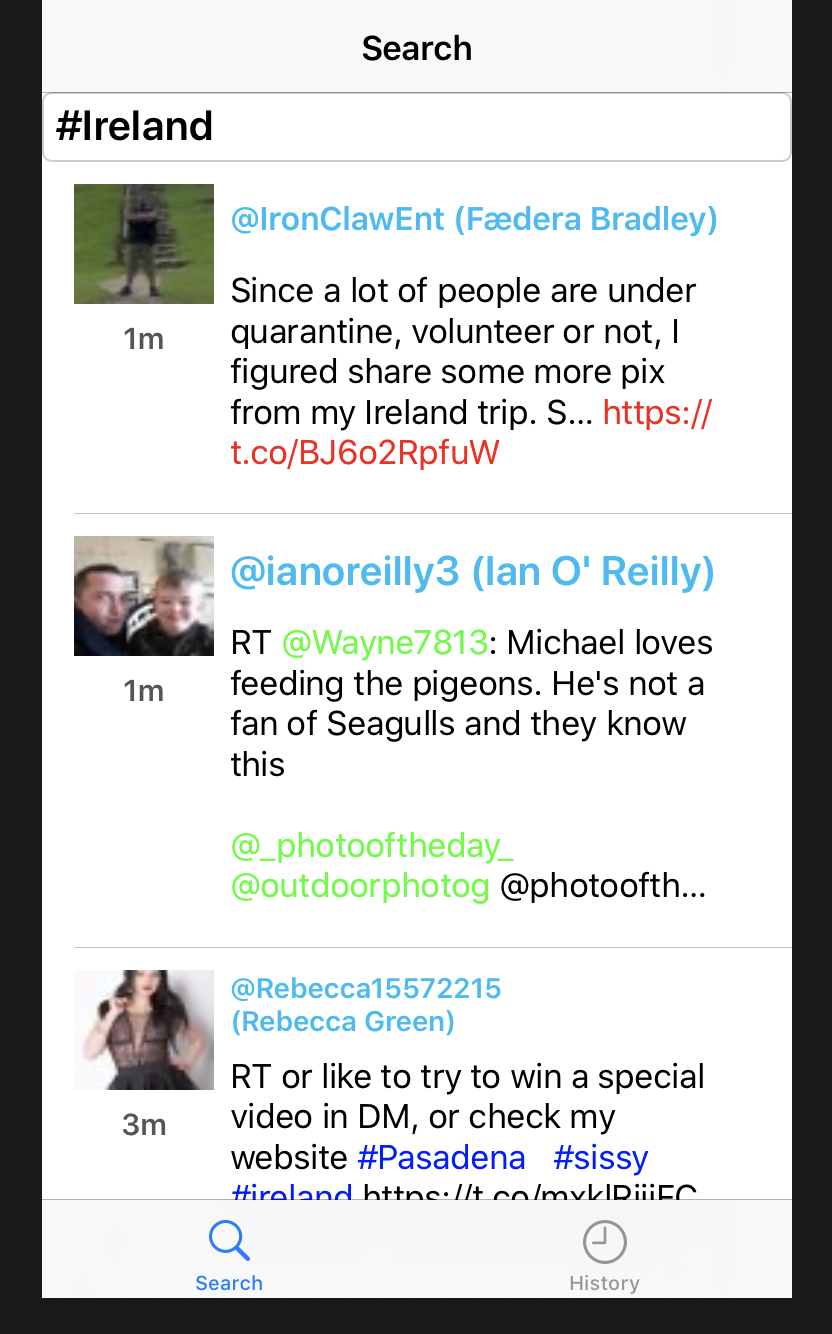 Search
#Ireland
@IronClawEnt (Fædera Bradley)
1m
Since a lot of people are under
quarantine, volunteer or not, I
figured share some more pix
from my Ireland trip. S... https://
t.co/BJ6o2RpfuW
@ianoreilly3 (Ian O' Reilly)
1m
RT @Wayne7813: Michael loves
feeding the pigeons. He's not a
fan of Seagulls and they know
this
@_photooftheday_
@outdoorphotog @photoofth...
@Rebecca15572215
(Rebecca Green)
3m
RT or like to try to win a special
video in DM, or check my
website #Pasadena #sissy
#ireland
Search
History